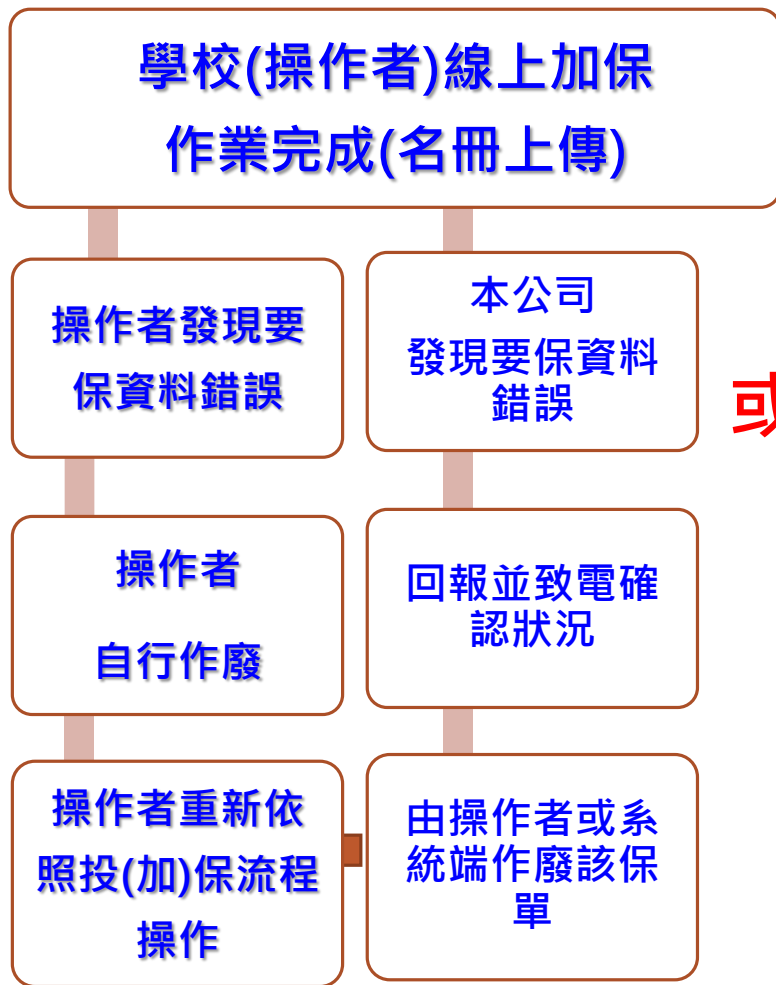 學校(操作者)線上加保
作業完成(名冊上傳)
操作者發現要
保資料錯誤
操作者
自行作廢
操作者重新依
照投(加)保流程
操作
本公司
發現要保資料
錯誤
回報並致電確
認狀況
由操作者或系
統端作廢該保
單
或